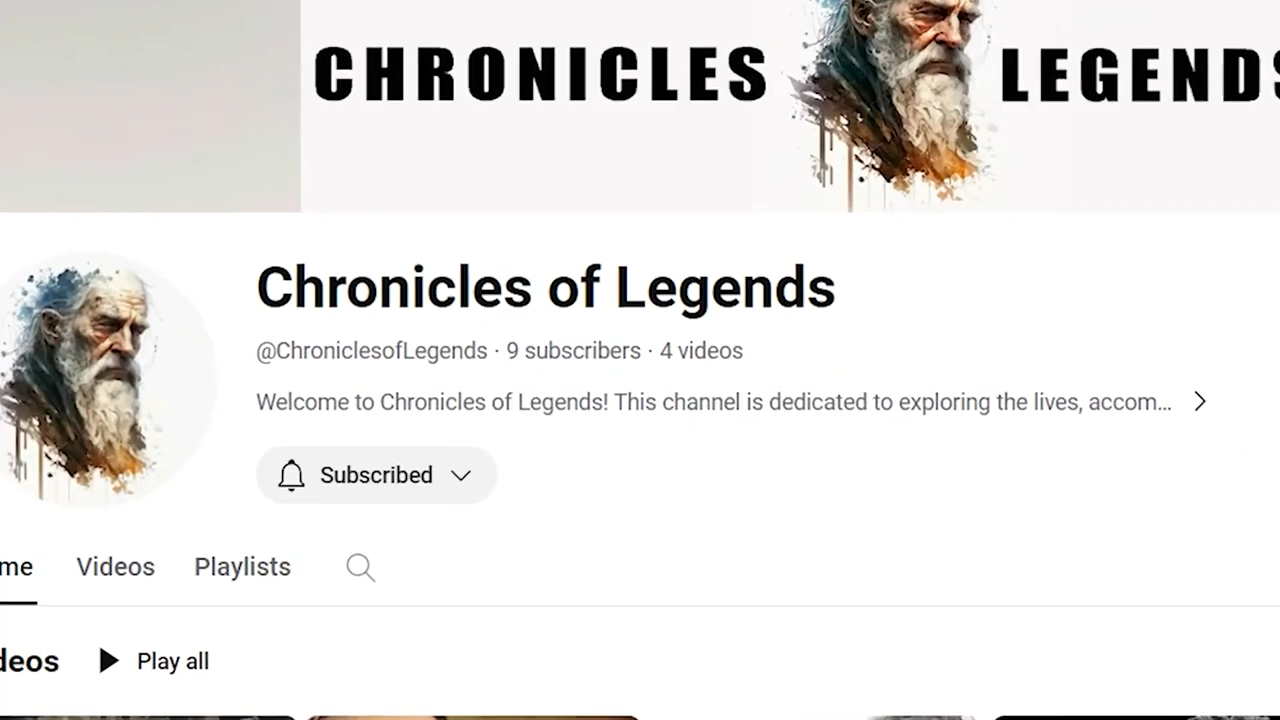 CHRONICLES LEGENDS
Chronicles of Legends
@ChroniclesofLegends · 9 subscribers · 4 videos
Welcome to Chronicles of Legends! This channel is dedicated to exploring the lives, accom...
Subscribed
me Videos Playlists
deos Play all